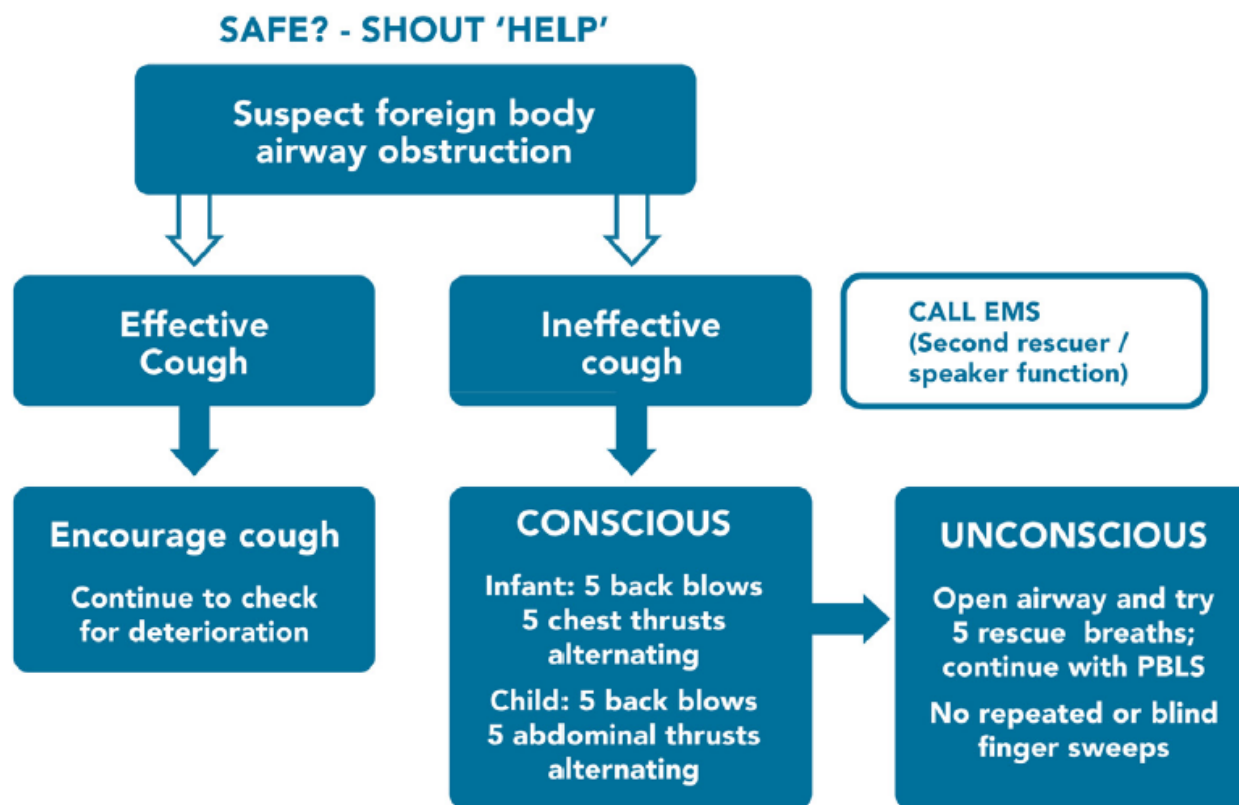 SAFE? - SHOUT ‘HELP’
Suspect foreign body
airway obstruction
Effective
Cough
Ineffective
cough
CALL EMS
(Second rescuer /
speaker function)
Encourage cough
Continue to check
for deterioration
CONSCIOUS
Infant: 5 back blows
5 chest thrusts
alternating
Child: 5 back blows
5 abdominal thrusts
alternating
UNCONSCIOUS
Open airway and try
5 rescue breaths;
continue with PBLS
No repeated or blind
finger sweeps